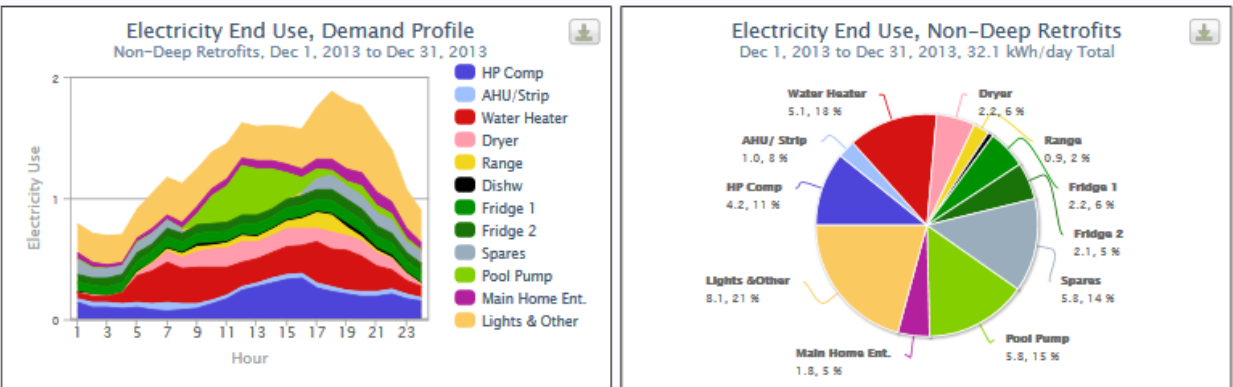 Electricity End Use, Demand Profile
Non-Deep Retrofits, Dec 1, 2013 to Dec 31, 2013
2
1
0
Electricity Use
1 3 5 7 9 11 13 15 17 19 21 23
Hour
HP Comp
AHU/Strip
Water Heater
Dryer
Range
Dishw
Fridge 1
Fridge 2
Spares
Pool Pump
Main Home Ent.
Lights & Other
Electricity End Use, Non-Deep Retrofits
Dec 1, 2013 to Dec 31, 2013, 32.1 kWh/day Total
Water Heater
5.1, 18 %
Dryer
2.2, 6 %
AHU/ Strip
1.0, 8 %
Range
0.9, 2 %
HP Comp
4.2, 11 %
Fridge 1
2.2, 6 %
Fridge 2
2.1, 5 %
Lights &Other
8.1, 21 %
Spares
5.8, 14 %
Pool Pump
5.8, 15 %
Main Home Ent.
1.8, 5 %